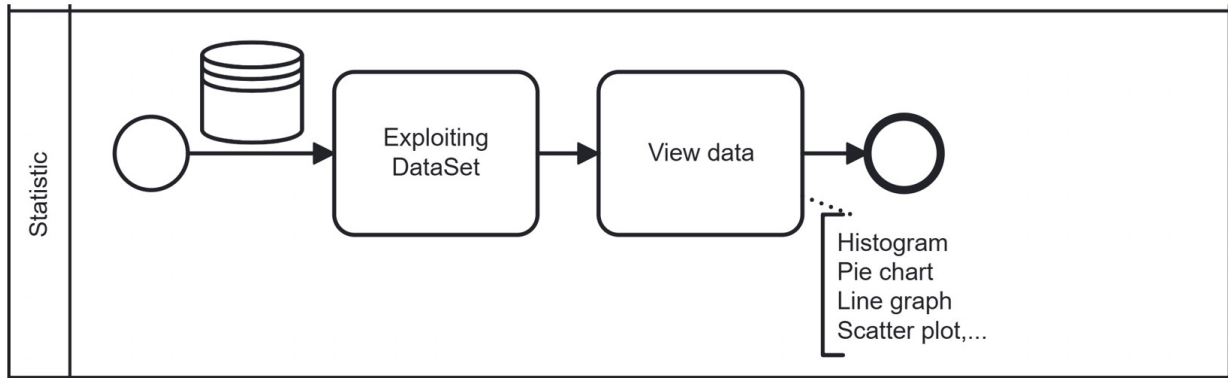 Statistic
Exploiting
DataSet
View data
Histogram
Pie chart
Line graph
Scatter plot,...